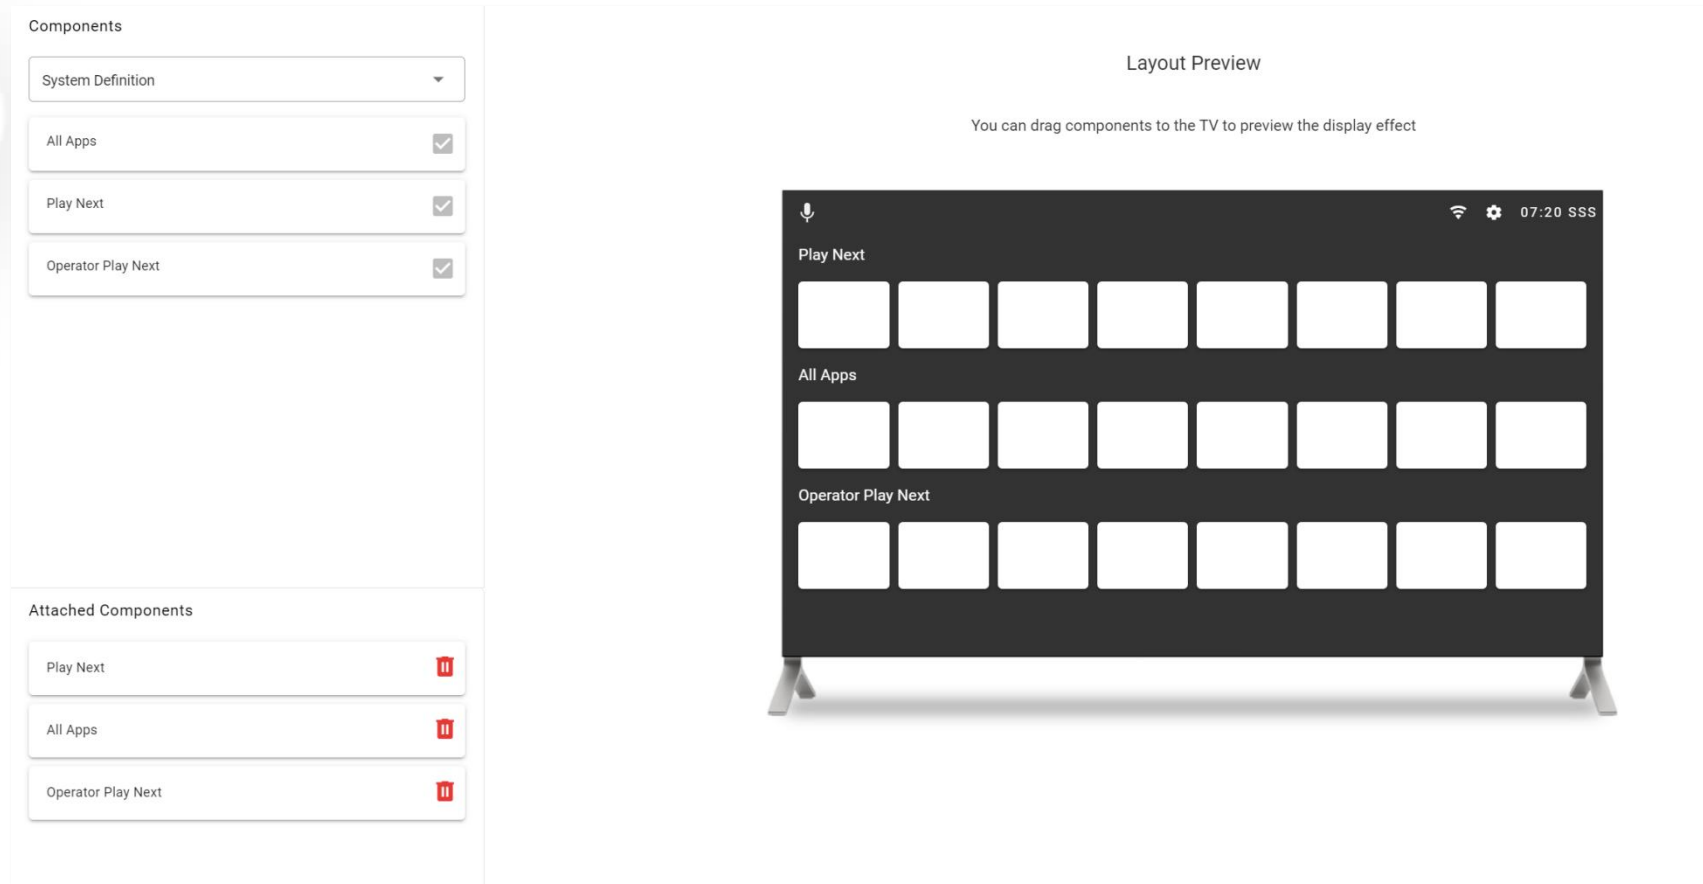 Components
System Definition
All Apps
Play Next
Operator Play Next
Attached Components
Play Next
All Apps
Operator Play Next
Layout Preview
You can drag components to the TV to preview the display effect
07:20 SSS
Play Next
All Apps
Operator Play Next